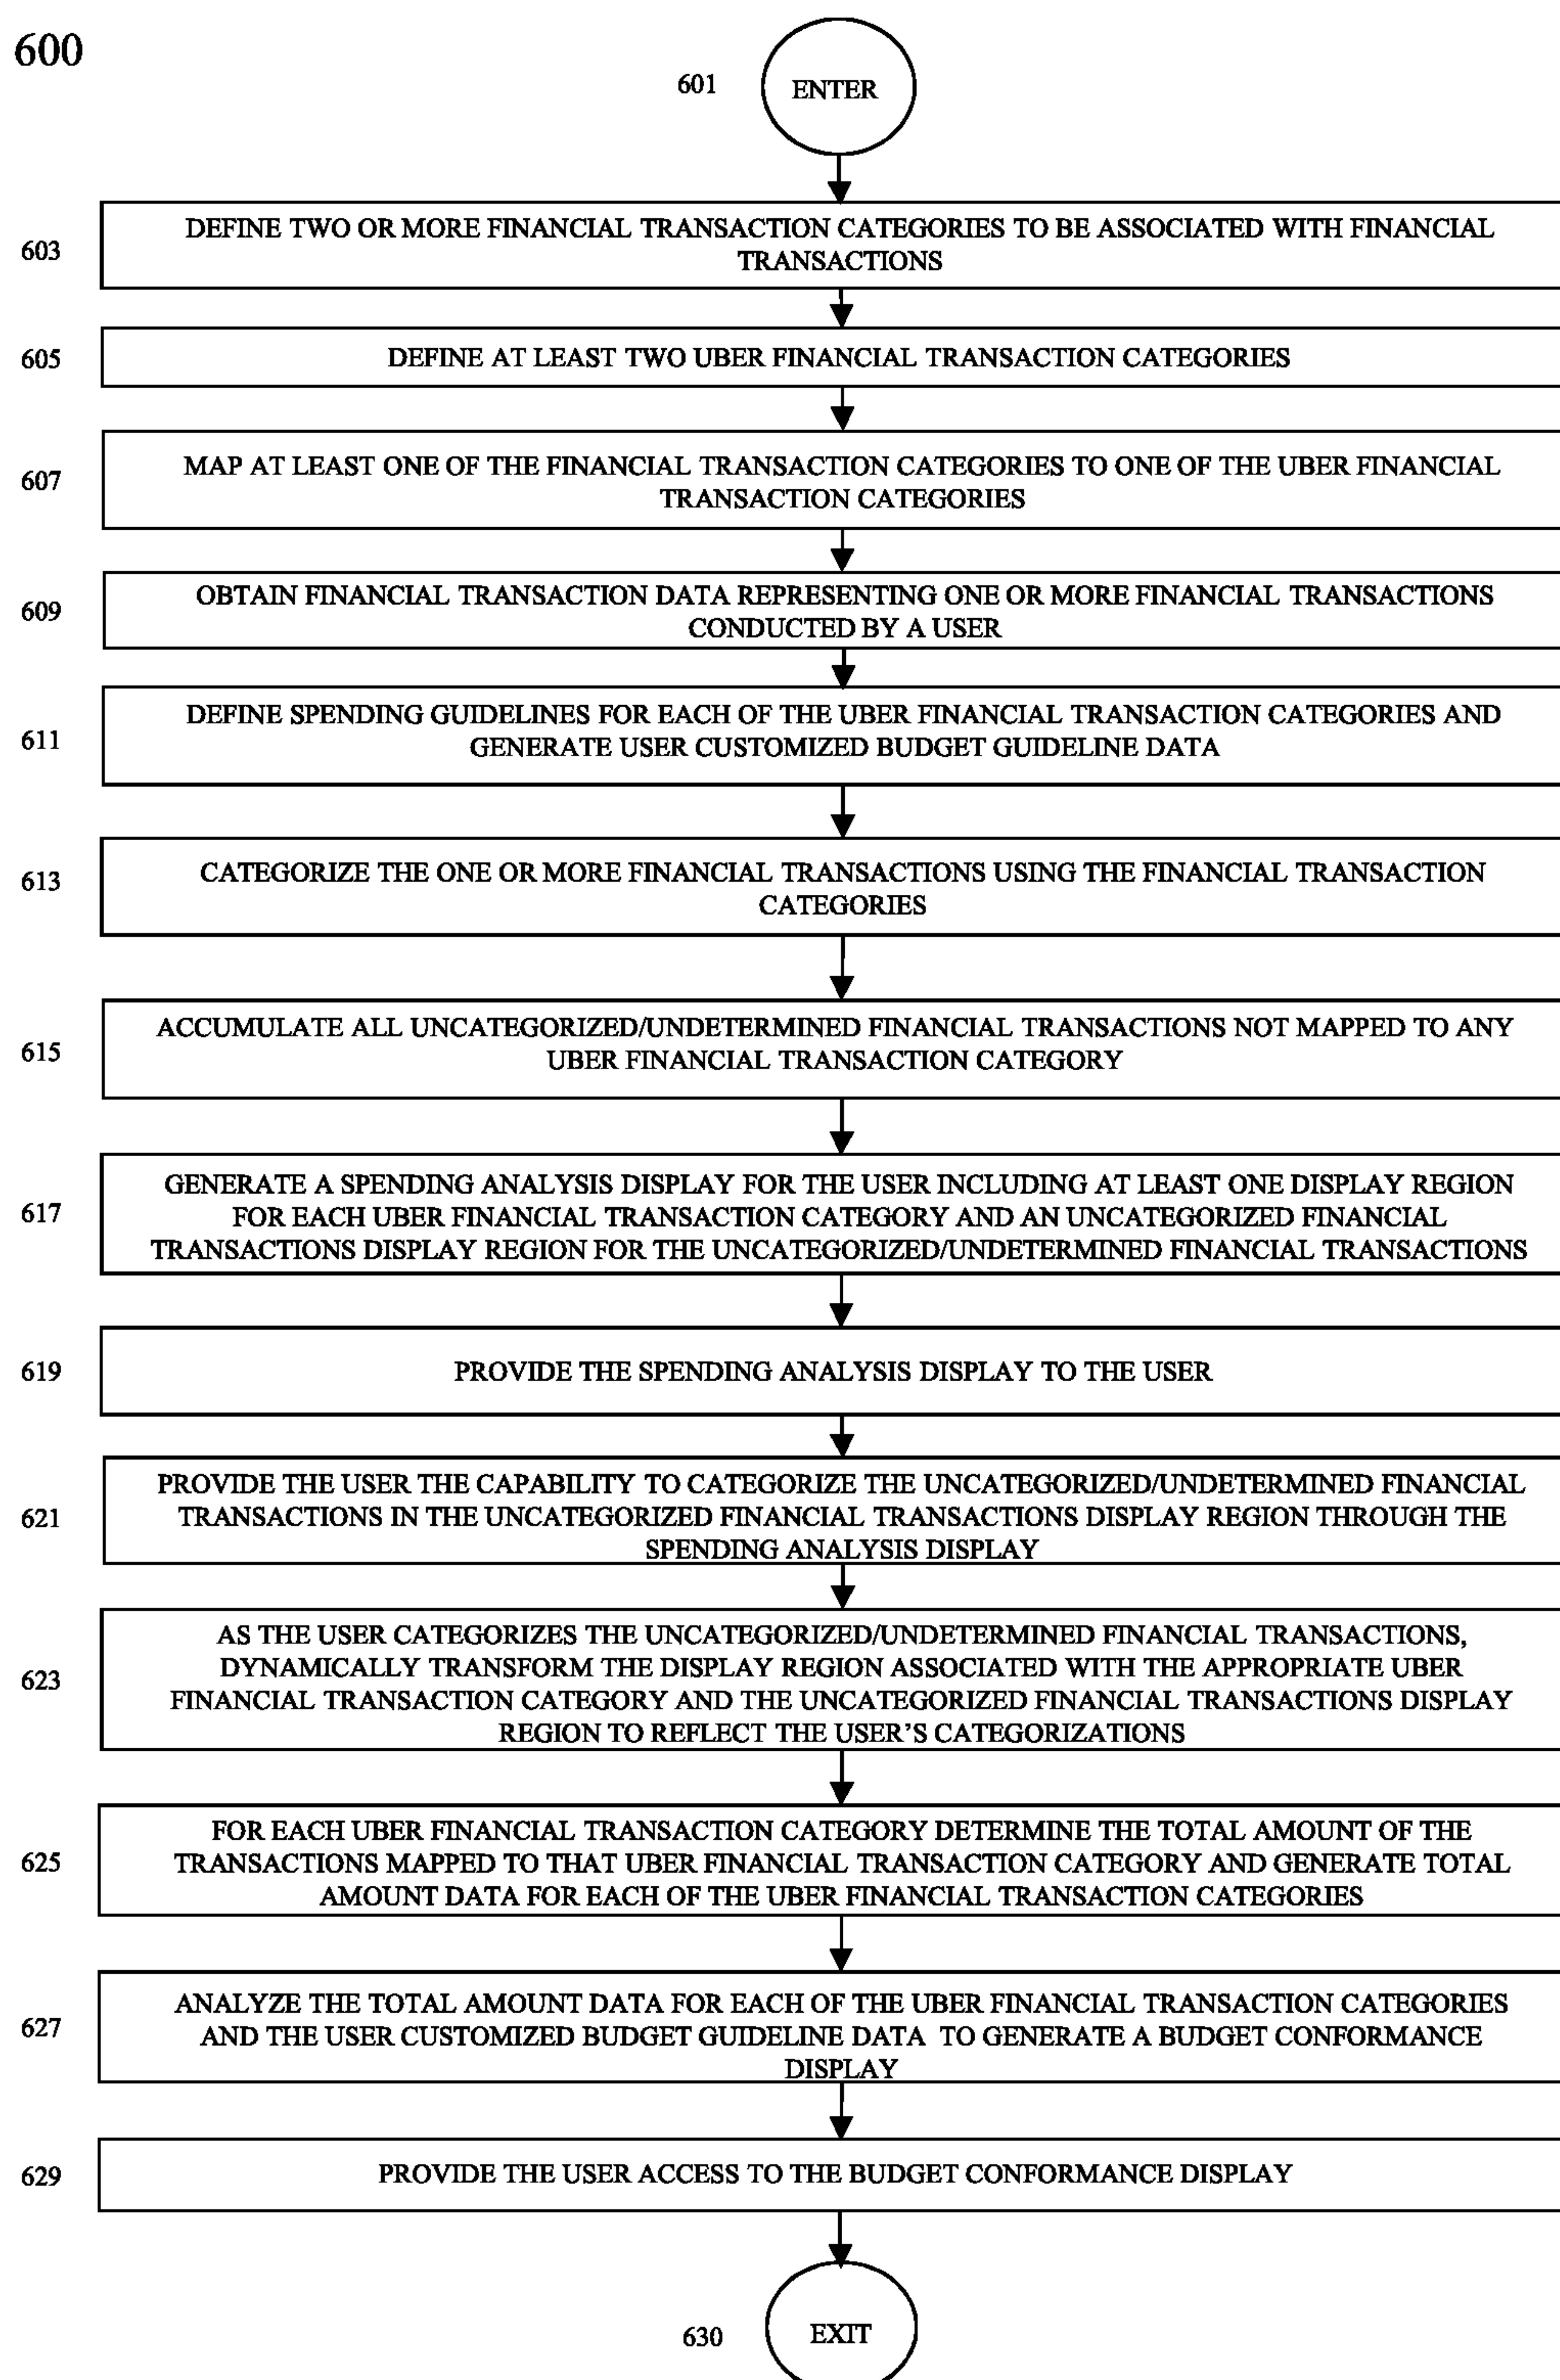 600
601
ENTER
603
DEFINE TWO OR MORE FINANCIAL TRANSACTION CATEGORIES TO BE ASSOCIATED WITH FINANCIAL
TRANSACTIONS
605
DEFINE AT LEAST TWO UBER FINANCIAL TRANSACTION CATEGORIES
607
MAP AT LEAST ONE OF THE FINANCIAL TRANSACTION CATEGORIES TO ONE OF THE UBER FINANCIAL
TRANSACTION CATEGORIES
609
OBTAIN FINANCIAL TRANSACTION DATA REPRESENTING ONE OR MORE FINANCIAL TRANSACTIONS
CONDUCTED BY A USER
611
DEFINE SPENDING GUIDELINES FOR EACH OF THE UBER FINANCIAL TRANSACTION CATEGORIES AND
GENERATE USER CUSTOMIZED BUDGET GUIDELINE DATA
613
CATEGORIZE THE ONE OR MORE FINANCIAL TRANSACTIONS USING THE FINANCIAL TRANSACTION
CATEGORIES
615
ACCUMULATE ALL UNCATEGORIZED/UNDETERMINED FINANCIAL TRANSACTIONS NOT MAPPED TO ANY
UBER FINANCIAL TRANSACTION CATEGORY
617
GENERATE A SPENDING ANALYSIS DISPLAY FOR THE USER INCLUDING AT LEAST ONE DISPLAY REGION
FOR EACH UBER FINANCIAL TRANSACTION CATEGORY AND AN UNCATEGORIZED FINANCIAL
TRANSACTIONS DISPLAY REGION FOR THE UNCATEGORIZED/UNDETERMINED FINANCIAL TRANSACTIONS
619
PROVIDE THE SPENDING ANALYSIS DISPLAY TO THE USER
621
PROVIDE THE USER THE CAPABILITY TO CATEGORIZE THE UNCATEGORIZED/UNDETERMINED FINANCIAL
TRANSACTIONS IN THE UNCATEGORIZED FINANCIAL TRANSACTIONS DISPLAY REGION THROUGH THE
SPENDING ANALYSIS DISPLAY
623
AS THE USER CATEGORIZES THE UNCATEGORIZED/UNDETERMINED FINANCIAL TRANSACTIONS,
DYNAMICALLY TRANSFORM THE DISPLAY REGION ASSOCIATED WITH THE APPROPRIATE UBER
FINANCIAL TRANSACTION CATEGORY AND THE UNCATEGORIZED FINANCIAL TRANSACTIONS DISPLAY
REGION TO REFLECT THE USER'S CATEGORIZATIONS
625
FOR EACH UBER FINANCIAL TRANSACTION CATEGORY DETERMINE THE TOTAL AMOUNT OF THE
TRANSACTIONS MAPPED TO THAT UBER FINANCIAL TRANSACTION CATEGORY AND GENERATE TOTAL
AMOUNT DATA FOR EACH OF THE UBER FINANCIAL TRANSACTION CATEGORIES
627
ANALYZE THE TOTAL AMOUNT DATA FOR EACH OF THE UBER FINANCIAL TRANSACTION CATEGORIES
AND THE USER CUSTOMIZED BUDGET GUIDELINE DATA TO GENERATE A BUDGET CONFORMANCE
DISPLAY
629
PROVIDE THE USER ACCESS TO THE BUDGET CONFORMANCE DISPLAY
630
EXIT